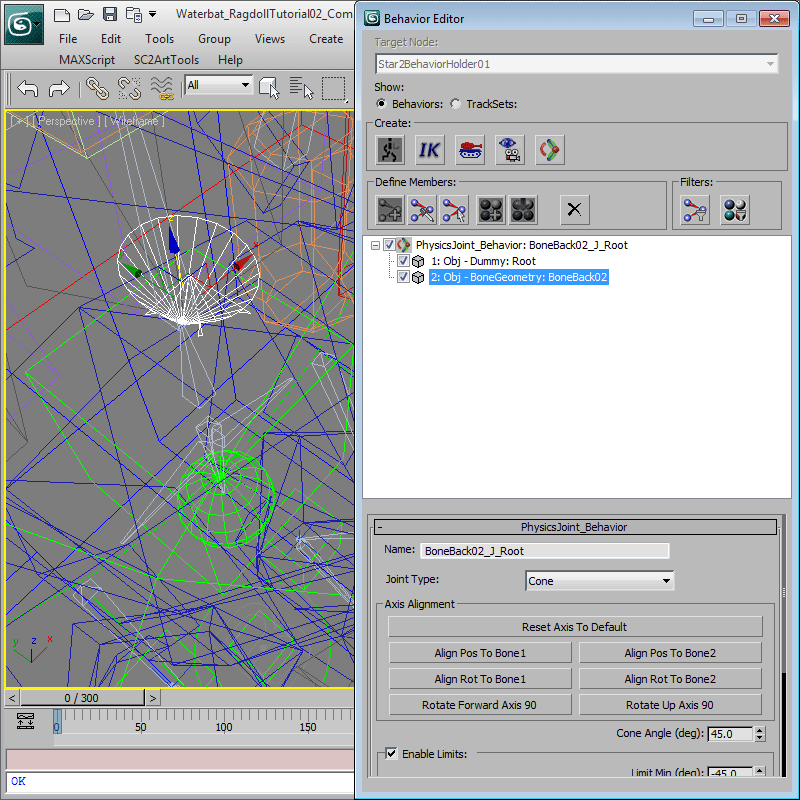 Waterbat_RagdollTutorial02_Com
File Edit Tools Group Views Create
MAXScript SC2ArtTools Help
All
[ + ] [ Perspective ] [ Wireframe ]
z
x
y
z
x
< 0 / 300 >
0 50 100 150
OK
Behavior Editor
Target Node:
Star2BehaviorHolder01
Show:
Behaviors: TrackSets:
Create:
IK
Define Members: Filters:
PhysicsJoint_Behavior: BoneBack02_J_Root
1: Obj - Dummy: Root
2: Obj - BoneGeometry: BoneBack02
- PhysicsJoint_Behavior
Name: BoneBack02_J_Root
Joint Type: Cone
Axis Alignment
Reset Axis To Default
Align Pos To Bone1 Align Pos To Bone2
Align Rot To Bone1 Align Rot To Bone2
Rotate Forward Axis 90 Rotate Up Axis 90
Cone Angle (deg): 45.0
Enable Limits:
Limit Min (deg): -45.0